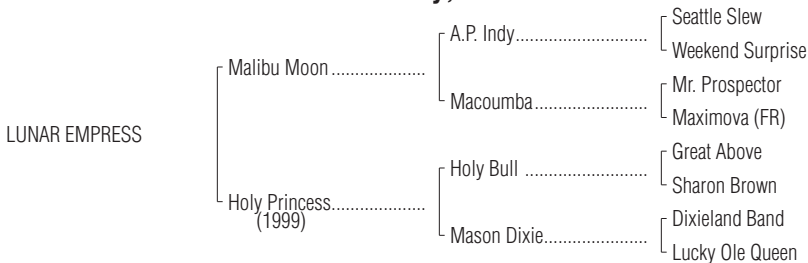 Seattle Slew
A.P. Indy..............................
Weekend Surprise
Malibu Moon .....................
Mr. Prospector
Macoumba..........................
Maximova (FR)
LUNAR EMPRESS
Great Above
Holy Bull ............................
Sharon Brown
Holy Princess.....................
(1999)
Dixieland Band
Mason Dixie.......................
Lucky Ole Queen